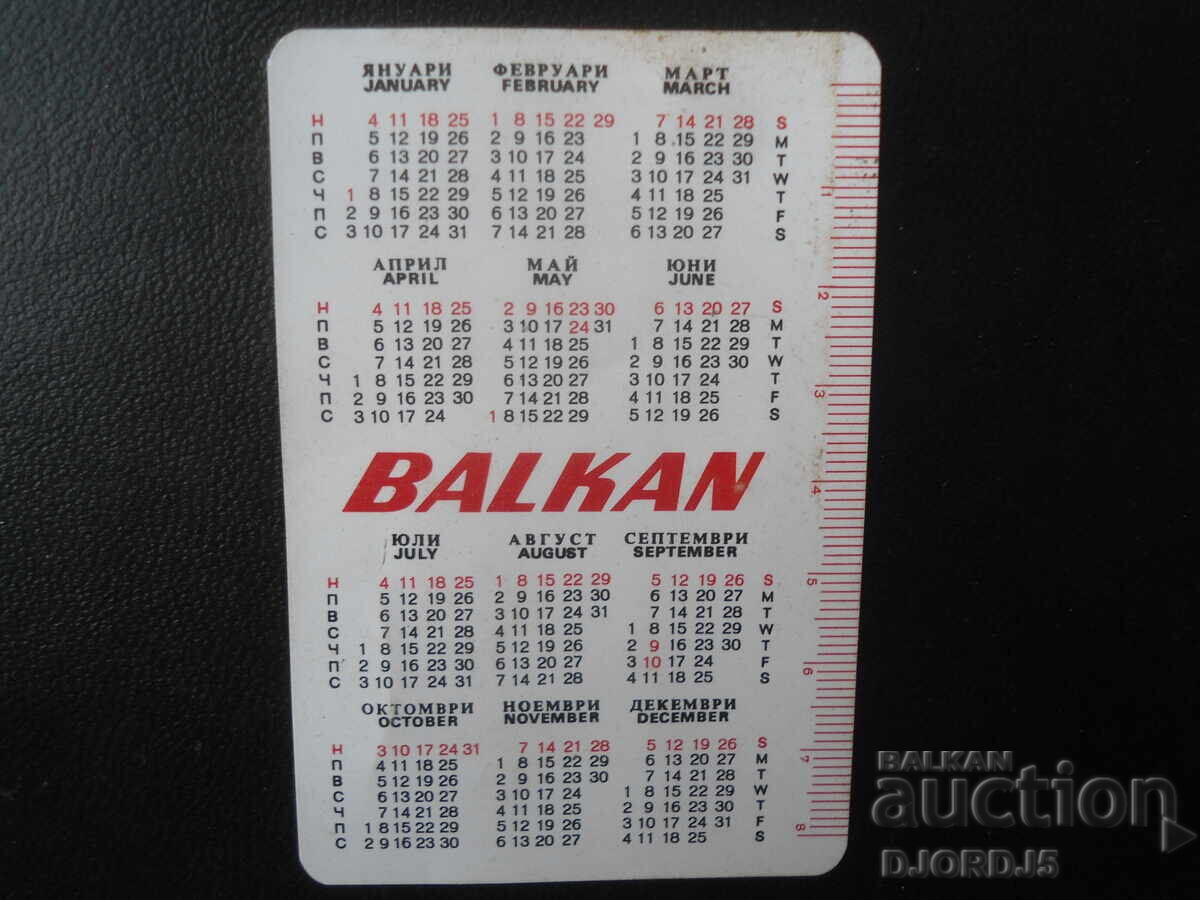 ЯНУАРИ ФЕВРУАРИ МАРТ
JANUARY FEBRUARY MARCH
Н 4 11 18 25 1 8 15 22 29 7 14 21 28 S
П 5 12 19 26 2 9 16 23 1 8 15 22 29 M
В 6 13 20 27 3 10 17 24 2 9 16 23 30 T
С 7 14 21 28 4 11 18 25 3 10 17 24 31 W
Ч 1 8 15 22 29 5 12 19 26 4 11 18 25 T
П 2 9 16 23 30 6 13 20 27 5 12 19 26 F
С 3 10 17 24 31 7 14 21 28 6 13 20 27 S
АПРИЛ МАЙ ЮНИ
APRIL MAY JUNE
Н 4 11 18 25 2 9 16 23 30 6 13 20 27 S
П 5 12 19 26 3 10 17 24 31 7 14 21 28 M
В 6 13 20 27 4 11 18 25 1 8 15 22 29 T
С 7 14 21 28 5 12 19 26 2 9 16 23 30 W
Ч 1 8 15 22 29 6 13 20 27 3 10 17 24 T
П 2 9 16 23 30 7 14 21 28 4 11 18 25 F
С 3 10 17 24 1 8 15 22 29 5 12 19 26 S
BALKAN
ЮЛИ АВГУСТ СЕПТЕМВРИ
JULY AUGUST SEPTEMBER
Н 4 11 18 25 1 8 15 22 29 5 12 19 26 S
П 5 12 19 26 2 9 16 23 30 6 13 20 27 M
В 6 13 20 27 3 10 17 24 31 7 14 21 28 T
С 7 14 21 28 4 11 18 25 1 8 15 22 29 W
Ч 1 8 15 22 29 5 12 19 26 2 9 16 23 30 T
П 2 9 16 23 30 6 13 20 27 3 10 17 24 F
С 3 10 17 24 31 7 14 21 28 4 11 18 25 S
ОКТОМВРИ НОЕМВРИ ДЕКЕМВРИ
OCTOBER NOVEMBER DECEMBER
Н 3 10 17 24 31 7 14 21 28 5 12 19 26 S
П 4 11 18 25 1 8 15 22 29 6 13 20 27 M
В 5 12 19 26 2 9 16 23 30 7 14 21 28 T
С 6 13 20 27 3 10 17 24 1 8 15 22 29 W
Ч 7 14 21 28 4 11 18 25 2 9 16 23 30 T
П 1 8 15 22 29 5 12 19 26 3 10 17 24 31 F
С 2 9 16 23 30 6 13 20 27 4 11 18 25 S
1
2
3
4
5
6
7
8
BALKAN
auction
DJORDJ5